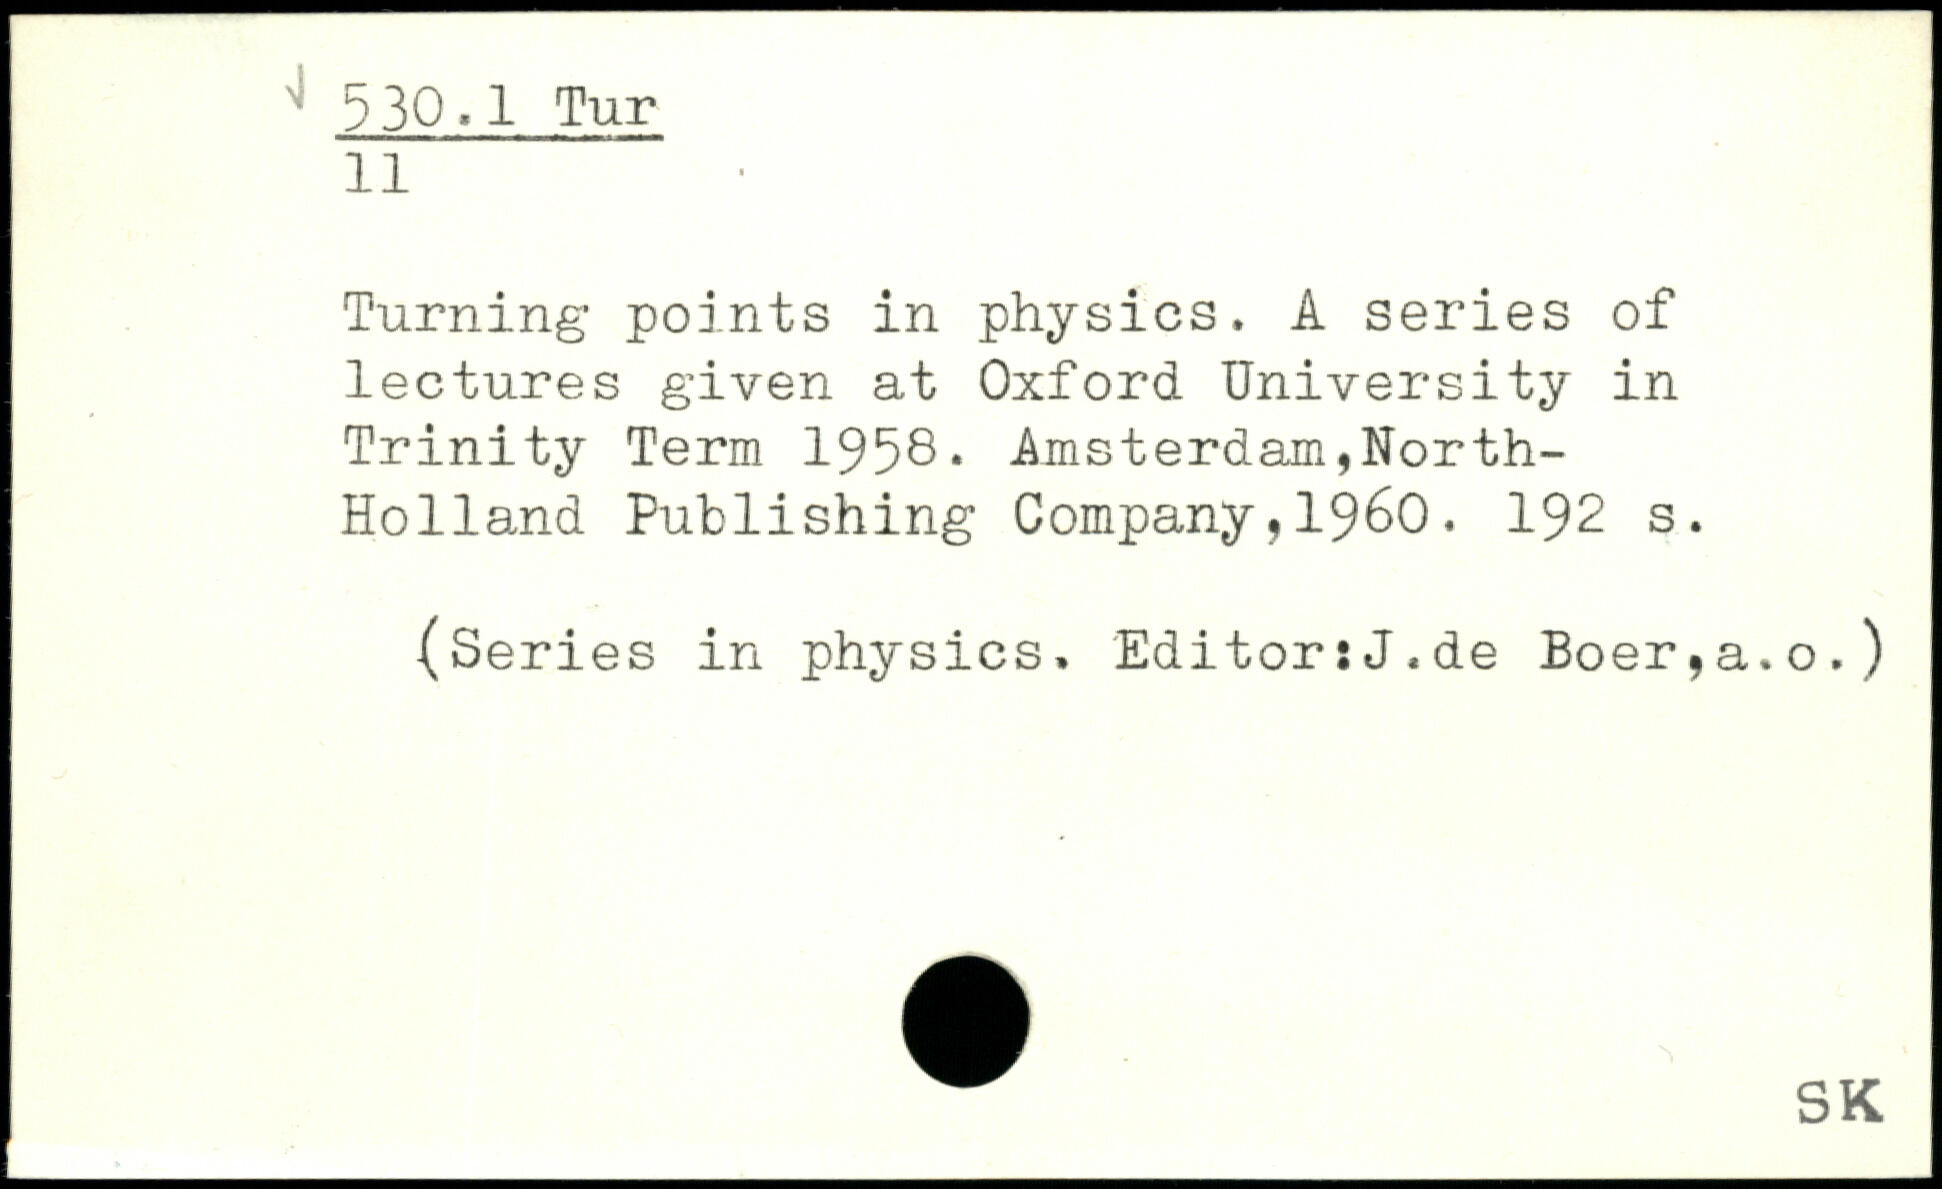 530.1 Tur
11
Turning points in physics. A series of
lectures given at Oxford University in
Trinity Term 1958. Amsterdam,North-
Holland Publishing Company,1960. 192 s.
(Series in physics. Editor:J.de Boer,a.o.)
SK